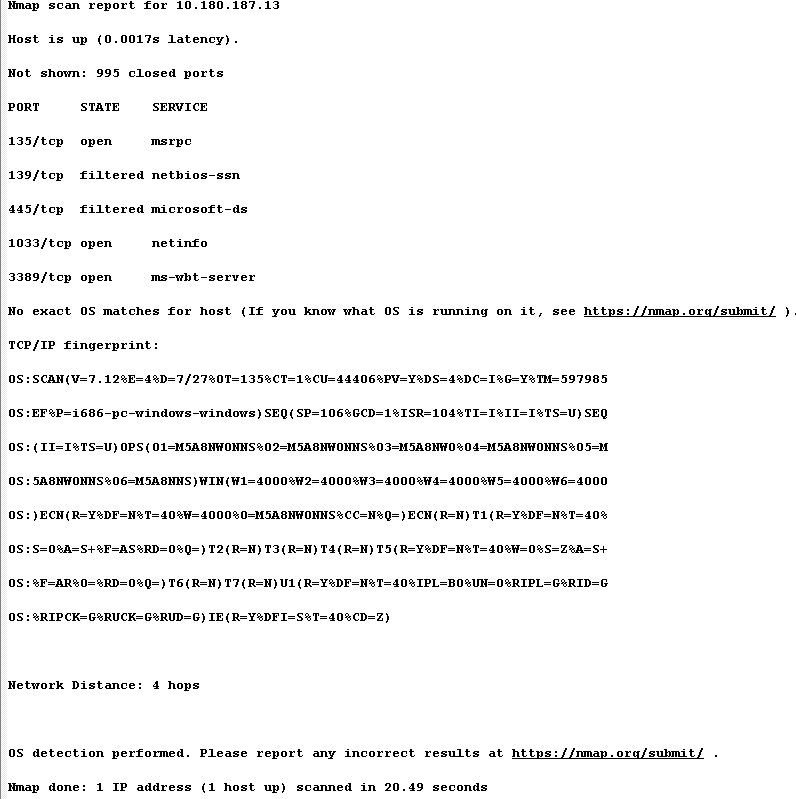 Nmap scan report for 10.180.187.13
Host is up (0.0017s latency).
Not shown: 995 closed ports
PORT     STATE    SERVICE
135/tcp  open     msrpc
139/tcp  filtered netbios-ssn
445/tcp  filtered microsoft-ds
1033/tcp open     netinfo
3389/tcp open     ms-wbt-server
No exact OS matches for host (If you know what OS is running on it, see https://nmap.org/submit/ ).
TCP/IP fingerprint:
OS:SCAN(V=7.12%E=4%D=7/27%OT=135%CT=1%CU=44406%PV=Y%DS=4%DC=I%G=Y%TM=597985
OS:EF%P=i686-pc-windows-windows)SEQ(SP=106%GCD=1%ISR=104%TI=I%II=I%TS=U)SEQ
OS:(II=I%TS=U)OPS(O1=M5A8NW0NNS%O2=M5A8NW0NNS%O3=M5A8NW0%O4=M5A8NW0NNS%O5=M
OS:5A8NW0NNS%O6=M5A8NNS)WIN(W1=4000%W2=4000%W3=4000%W4=4000%W5=4000%W6=4000
OS:)ECN(R=Y%DF=N%T=40%W=4000%O=M5A8NW0NNS%CC=N%Q=)ECN(R=N)T1(R=Y%DF=N%T=40%
OS:S=O%A=S+%F=AS%RD=0%Q=)T2(R=N)T3(R=N)T4(R=N)T5(R=Y%DF=N%T=40%W=0%S=Z%A=S+
OS:%F=AR%O=%RD=0%Q=)T6(R=N)T7(R=N)U1(R=Y%DF=N%T=40%IPL=B0%UN=0%RIPL=G%RID=G
OS:%RIPCK=G%RUCK=G%RUD=G)IE(R=Y%DFI=S%T=40%CD=Z)
Network Distance: 4 hops
OS detection performed. Please report any incorrect results at https://nmap.org/submit/ .
Nmap done: 1 IP address (1 host up) scanned in 20.49 seconds